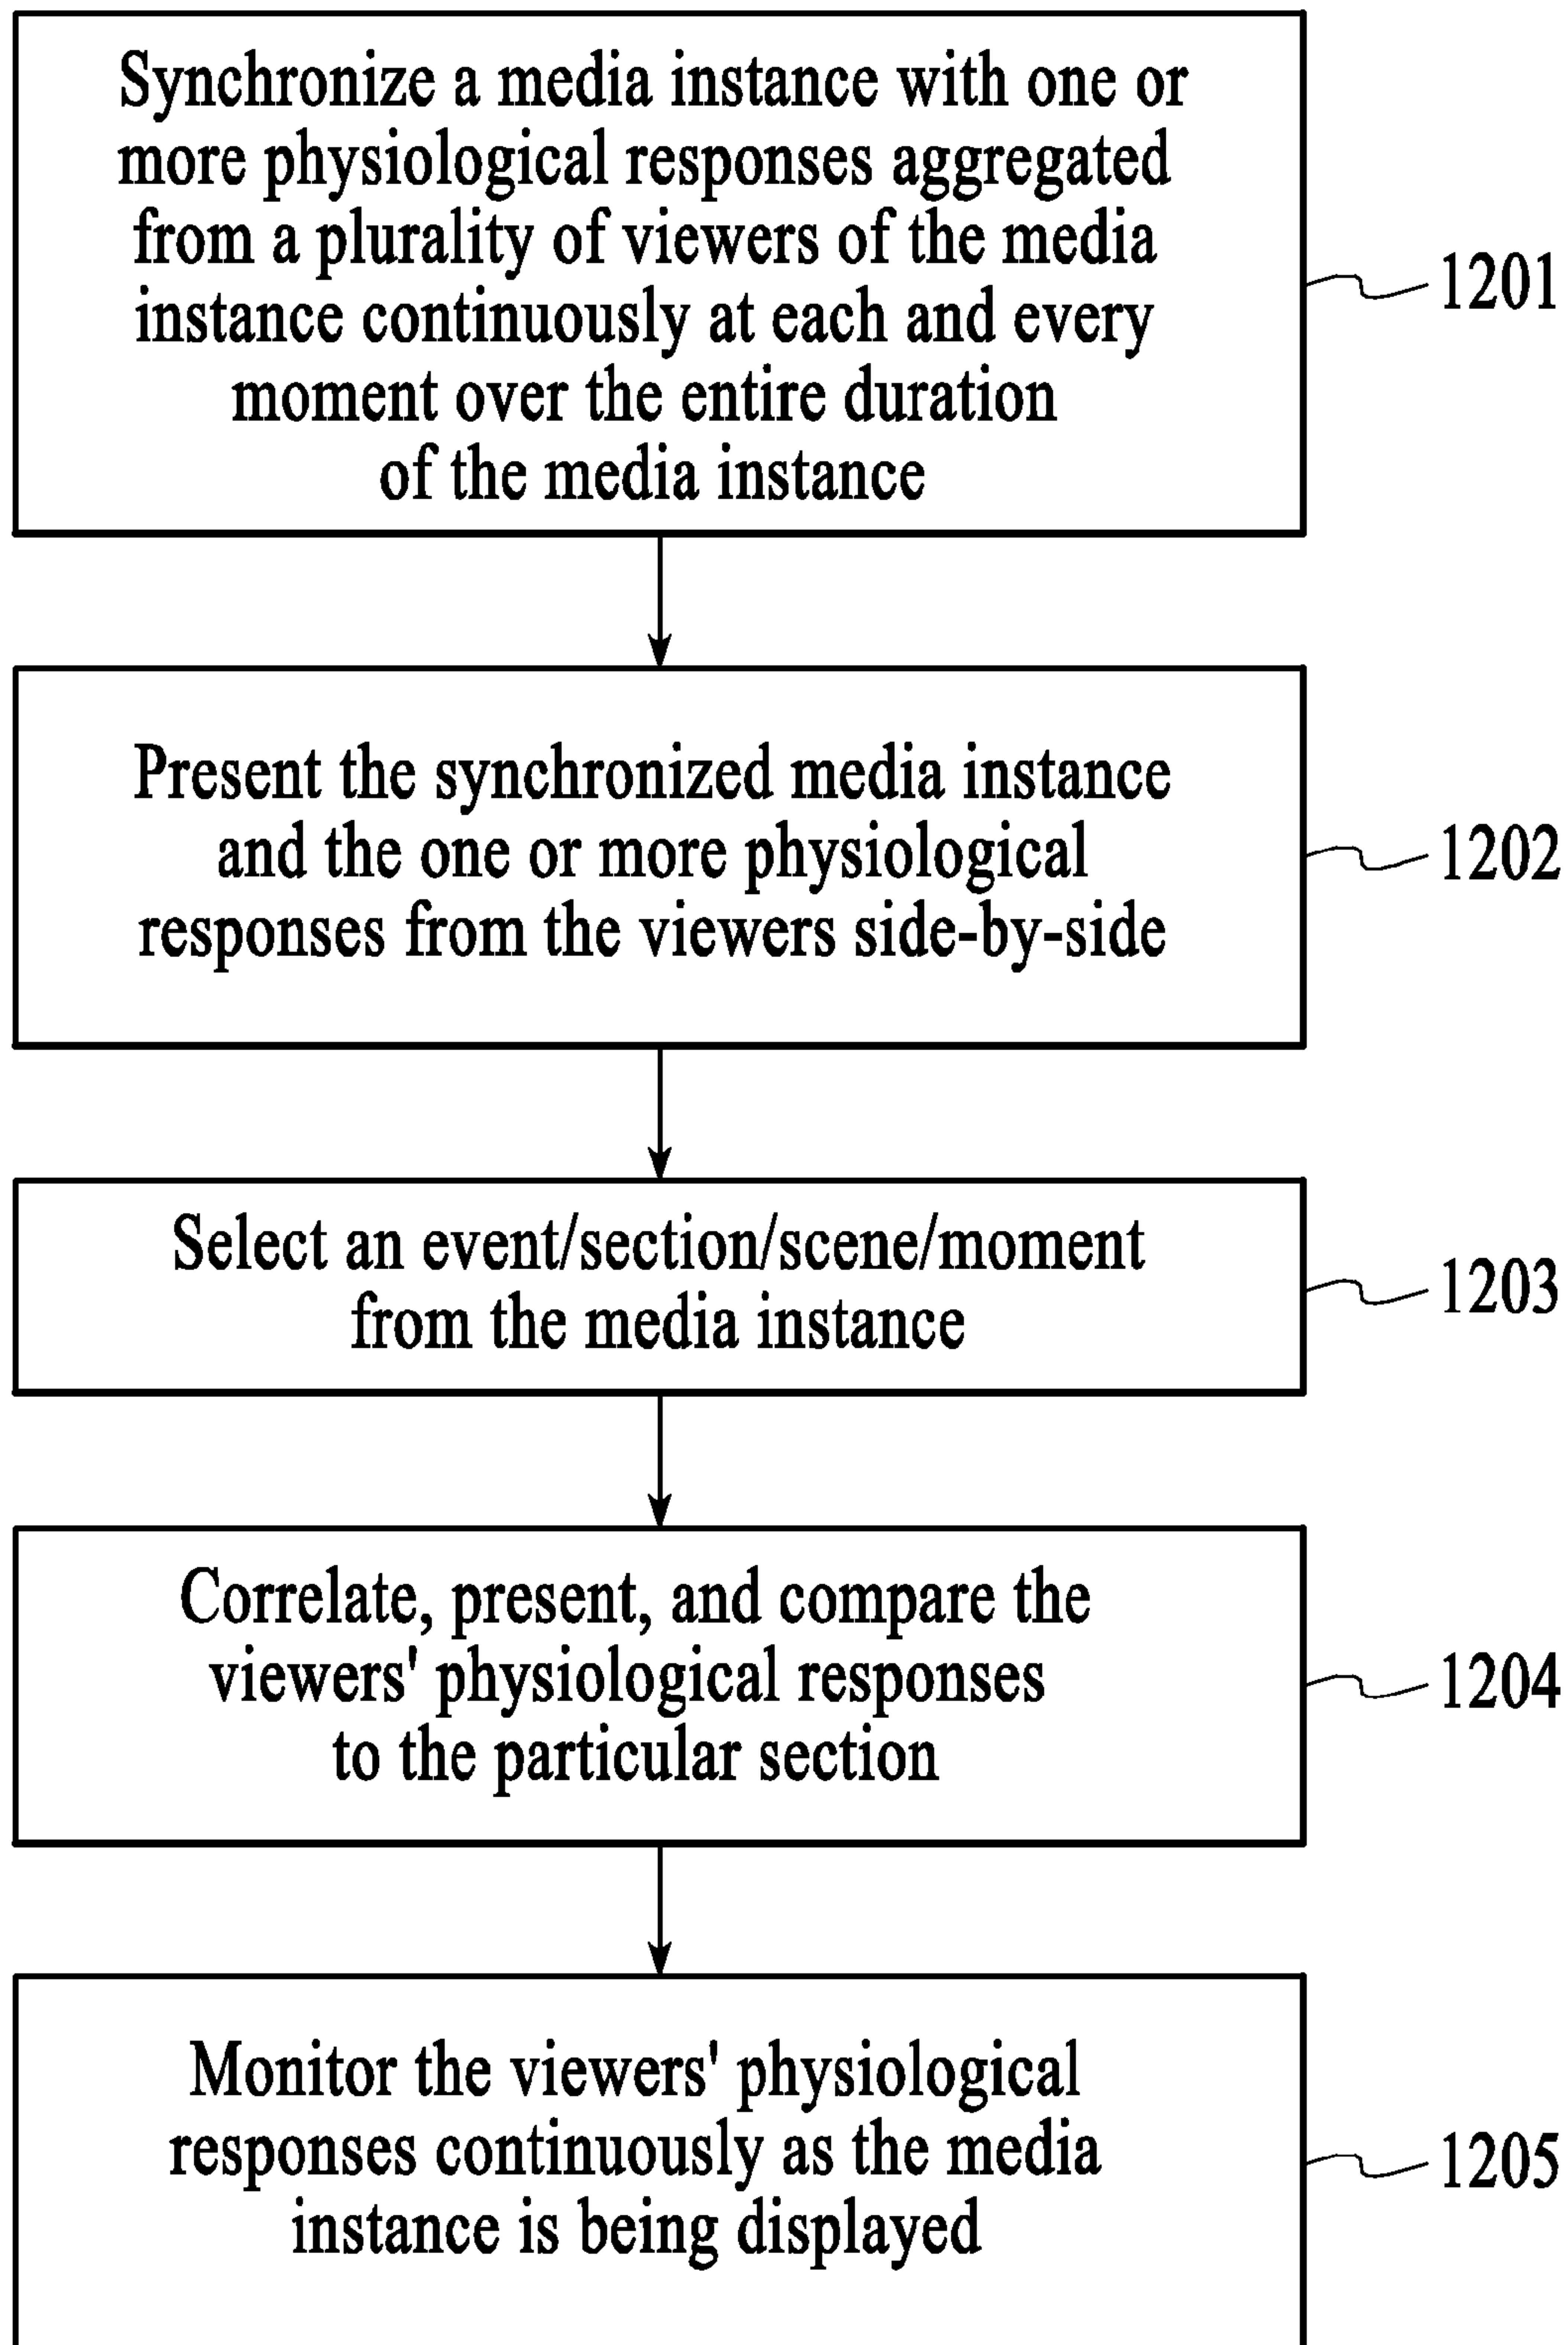 Synchronize a media instance with one or
more physiological responses aggregated
from a plurality of viewers of the media
instance continuously at each and every
moment over the entire duration
of the media instance
1201
Present the synchronized media instance
and the one or more physiological
responses from the viewers side-by-side
1202
Select an event/section/scene/moment
from the media instance
1203
Correlate, present, and compare the
viewers' physiological responses
to the particular section
1204
Monitor the viewers' physiological
responses continuously as the media
instance is being displayed
1205